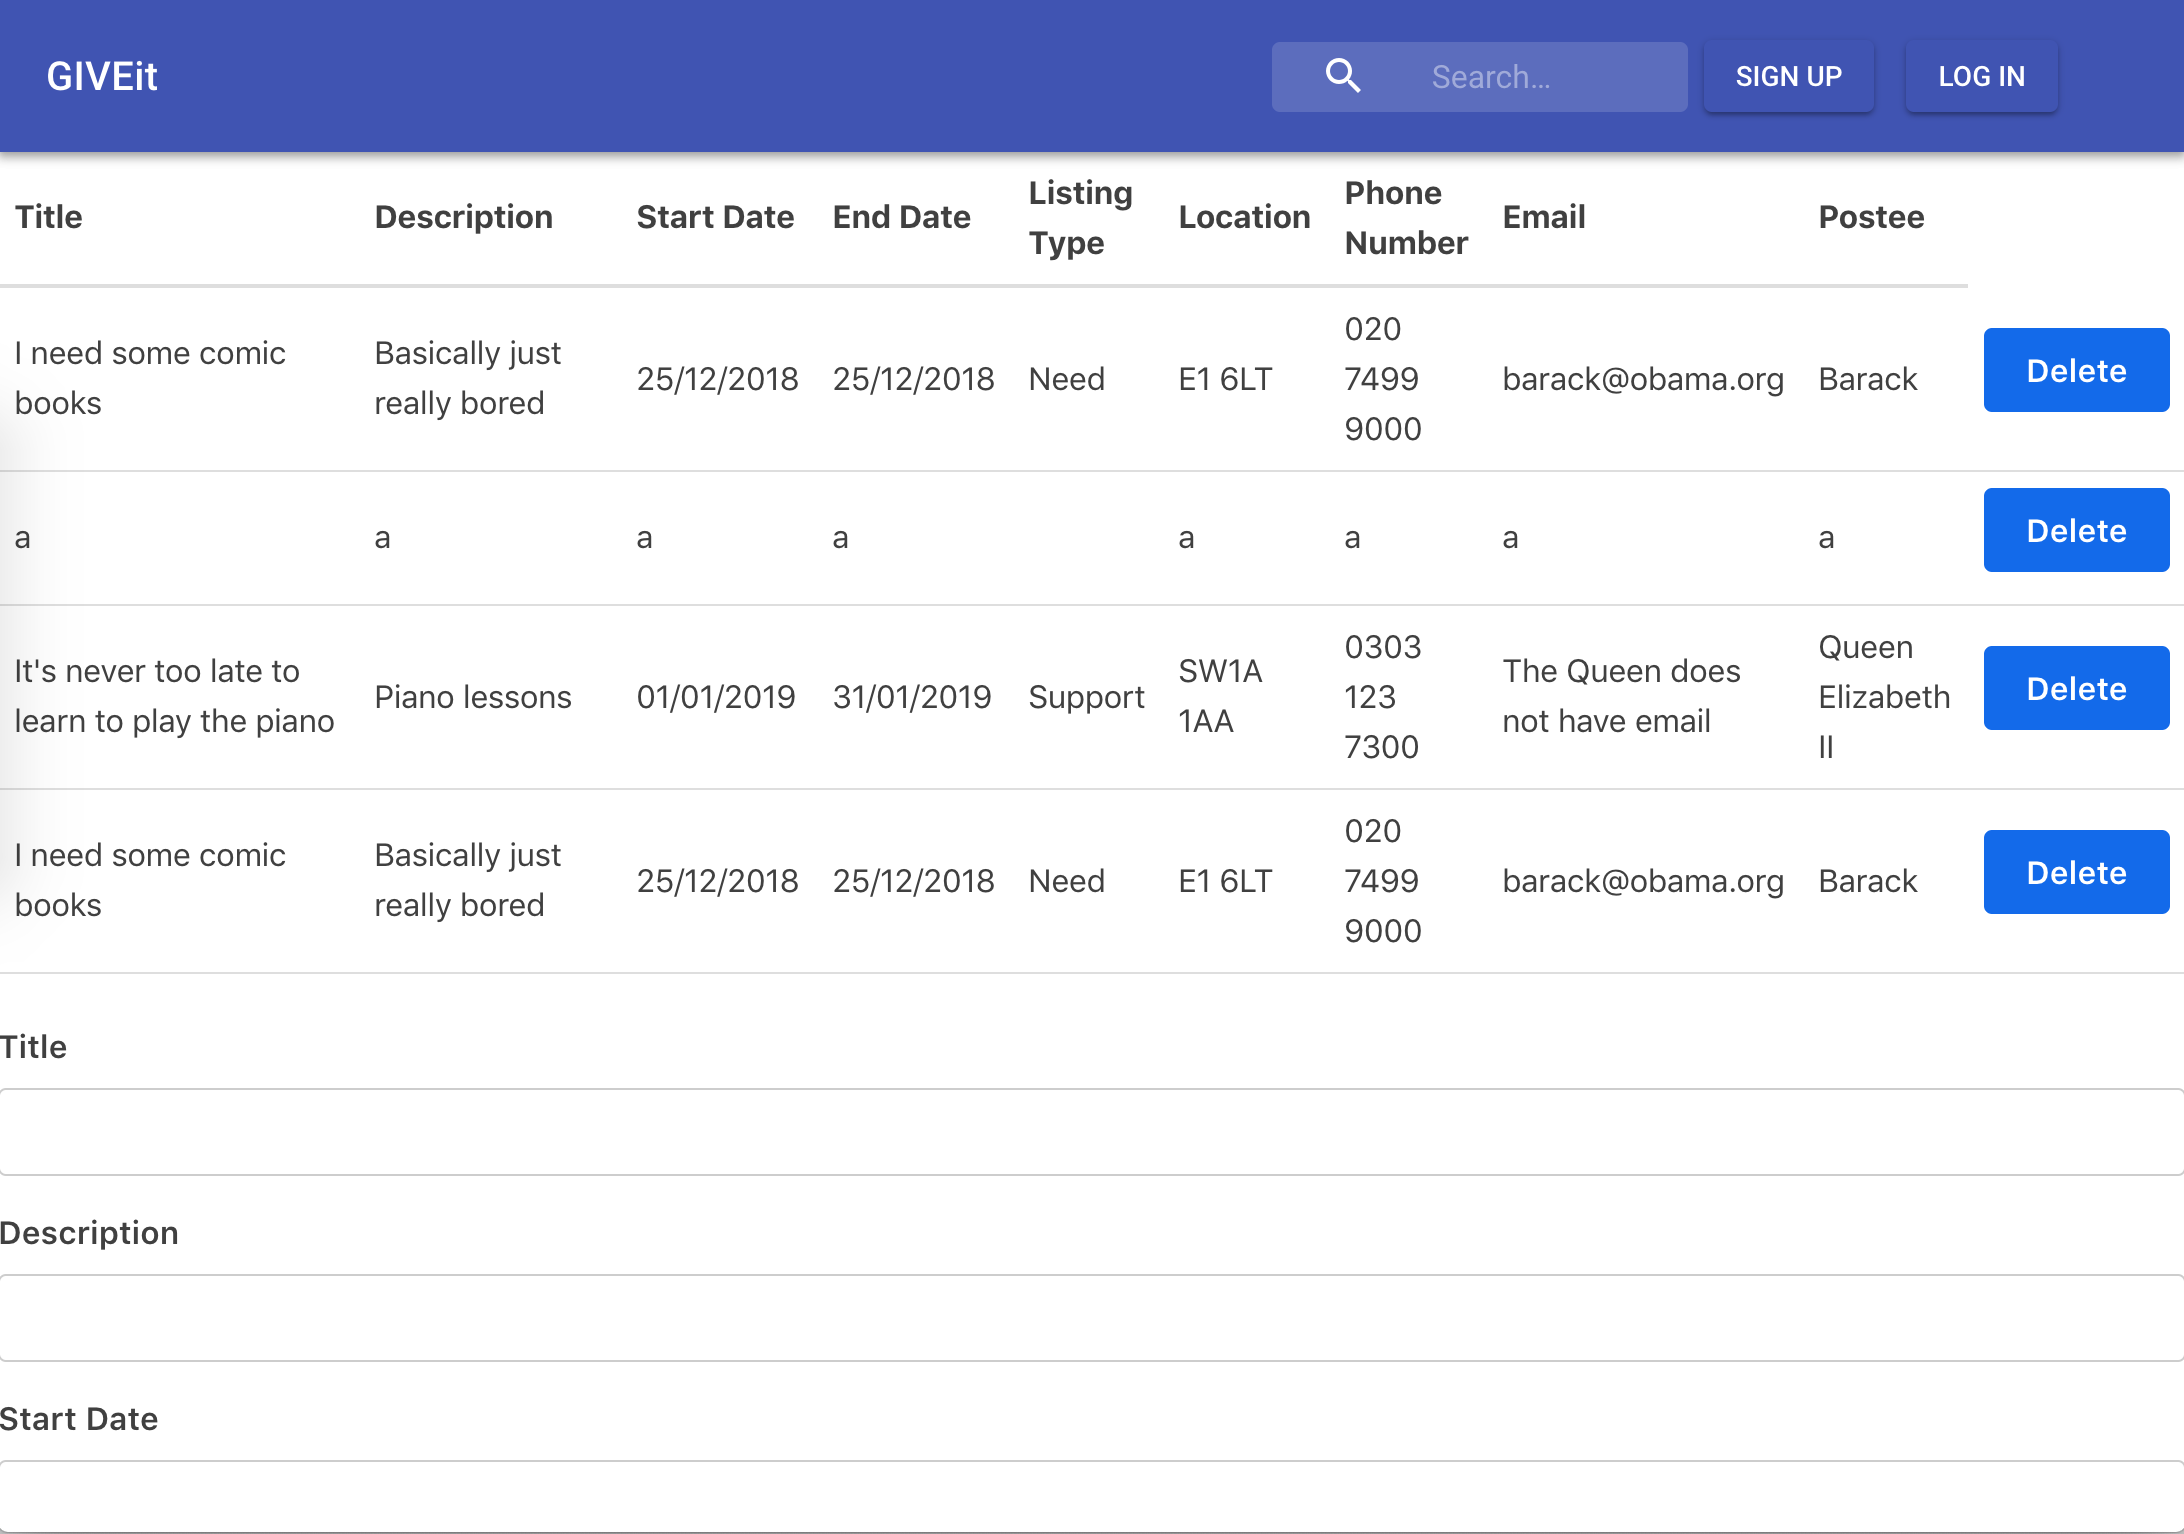 GIVEit Search... SIGN UP LOG IN
Title Description Start Date End Date Listing Type Location Phone Number Email Postee
I need some comic books Basically just really bored 25/12/2018 25/12/2018 Need E1 6LT 020 7499 9000 barack@obama.org Barack Delete
a a a a a a a a Delete
It's never too late to learn to play the piano Piano lessons 01/01/2019 31/01/2019 Support SW1A 1AA 0303 123 7300 The Queen does not have email Queen Elizabeth II Delete
I need some comic books Basically just really bored 25/12/2018 25/12/2018 Need E1 6LT 020 7499 9000 barack@obama.org Barack Delete
Title
Description
Start Date